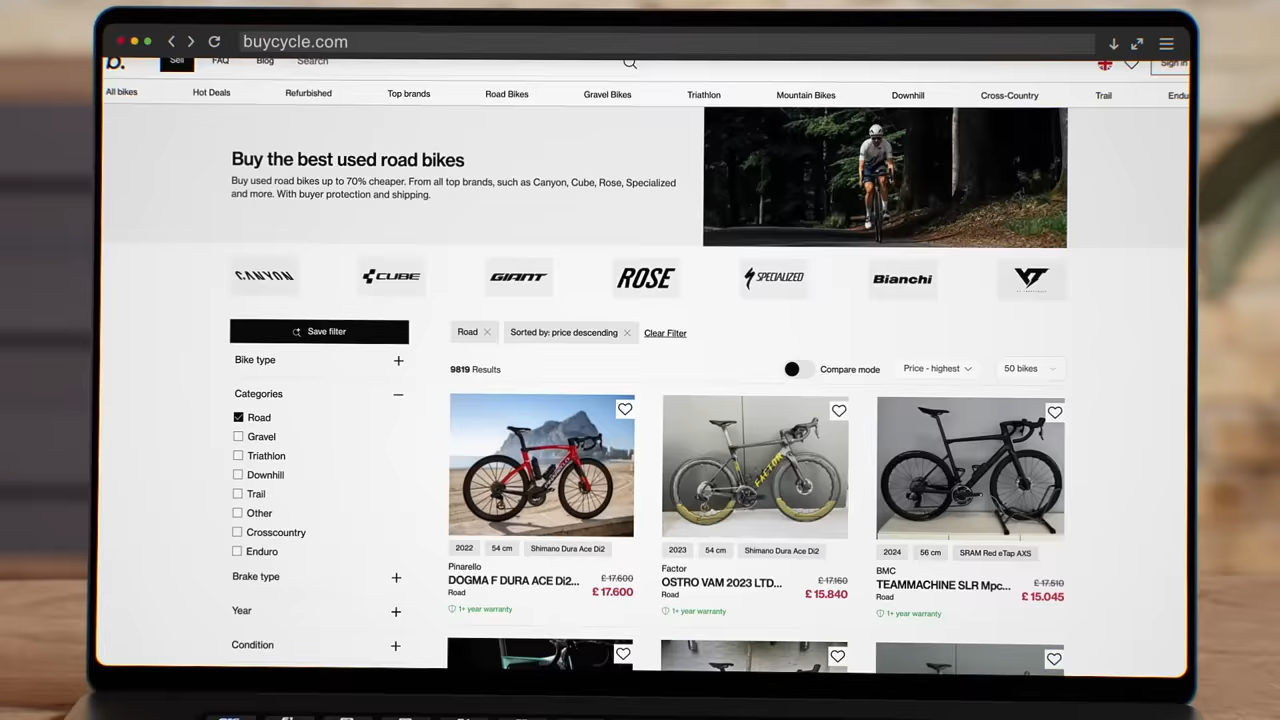 buycycle.com
b.
Sell
FAQ
Blog
Search
Sign in
All bikes
Hot Deals
Refurbished
Top brands
Road Bikes
Gravel Bikes
Triathlon
Mountain Bikes
Downhill
Cross-Country
Trail
Endu
Buy the best used road bikes
Buy used road bikes up to 70% cheaper. From all top brands, such as Canyon, Cube, Rose, Specialized
and more. With buyer protection and shipping.
CANYON
CUBE
GIANT
ROSE
SPECIALIZED
Bianchi
YT
Save filter
Road
Sorted by: price descending
Clear Filter
Bike type
9819 Results
Compare mode
Price - highest
50 bikes
Categories
Road
Gravel
Triathlon
Downhill
Trail
Other
Crosscountry
Enduro
Brake type
Year
Condition
FACTOR
2022
54 cm
Shimano Dura Ace Di2
Pinarello
DOGMA F DURA ACE Di2...
£ 17.600
Road
£ 17.600
1+ year warranty
2023
54 cm
Shimano Dura Ace Di2
Factor
OSTRO VAM 2023 LTD...
£ 17.160
Road
£ 15.840
1+ year warranty
2024
56 cm
SRAM Red eTap AXS
BMC
TEAMMACHINE SLR Mpc...
£ 17.510
Road
£ 15.045
1+ year warranty